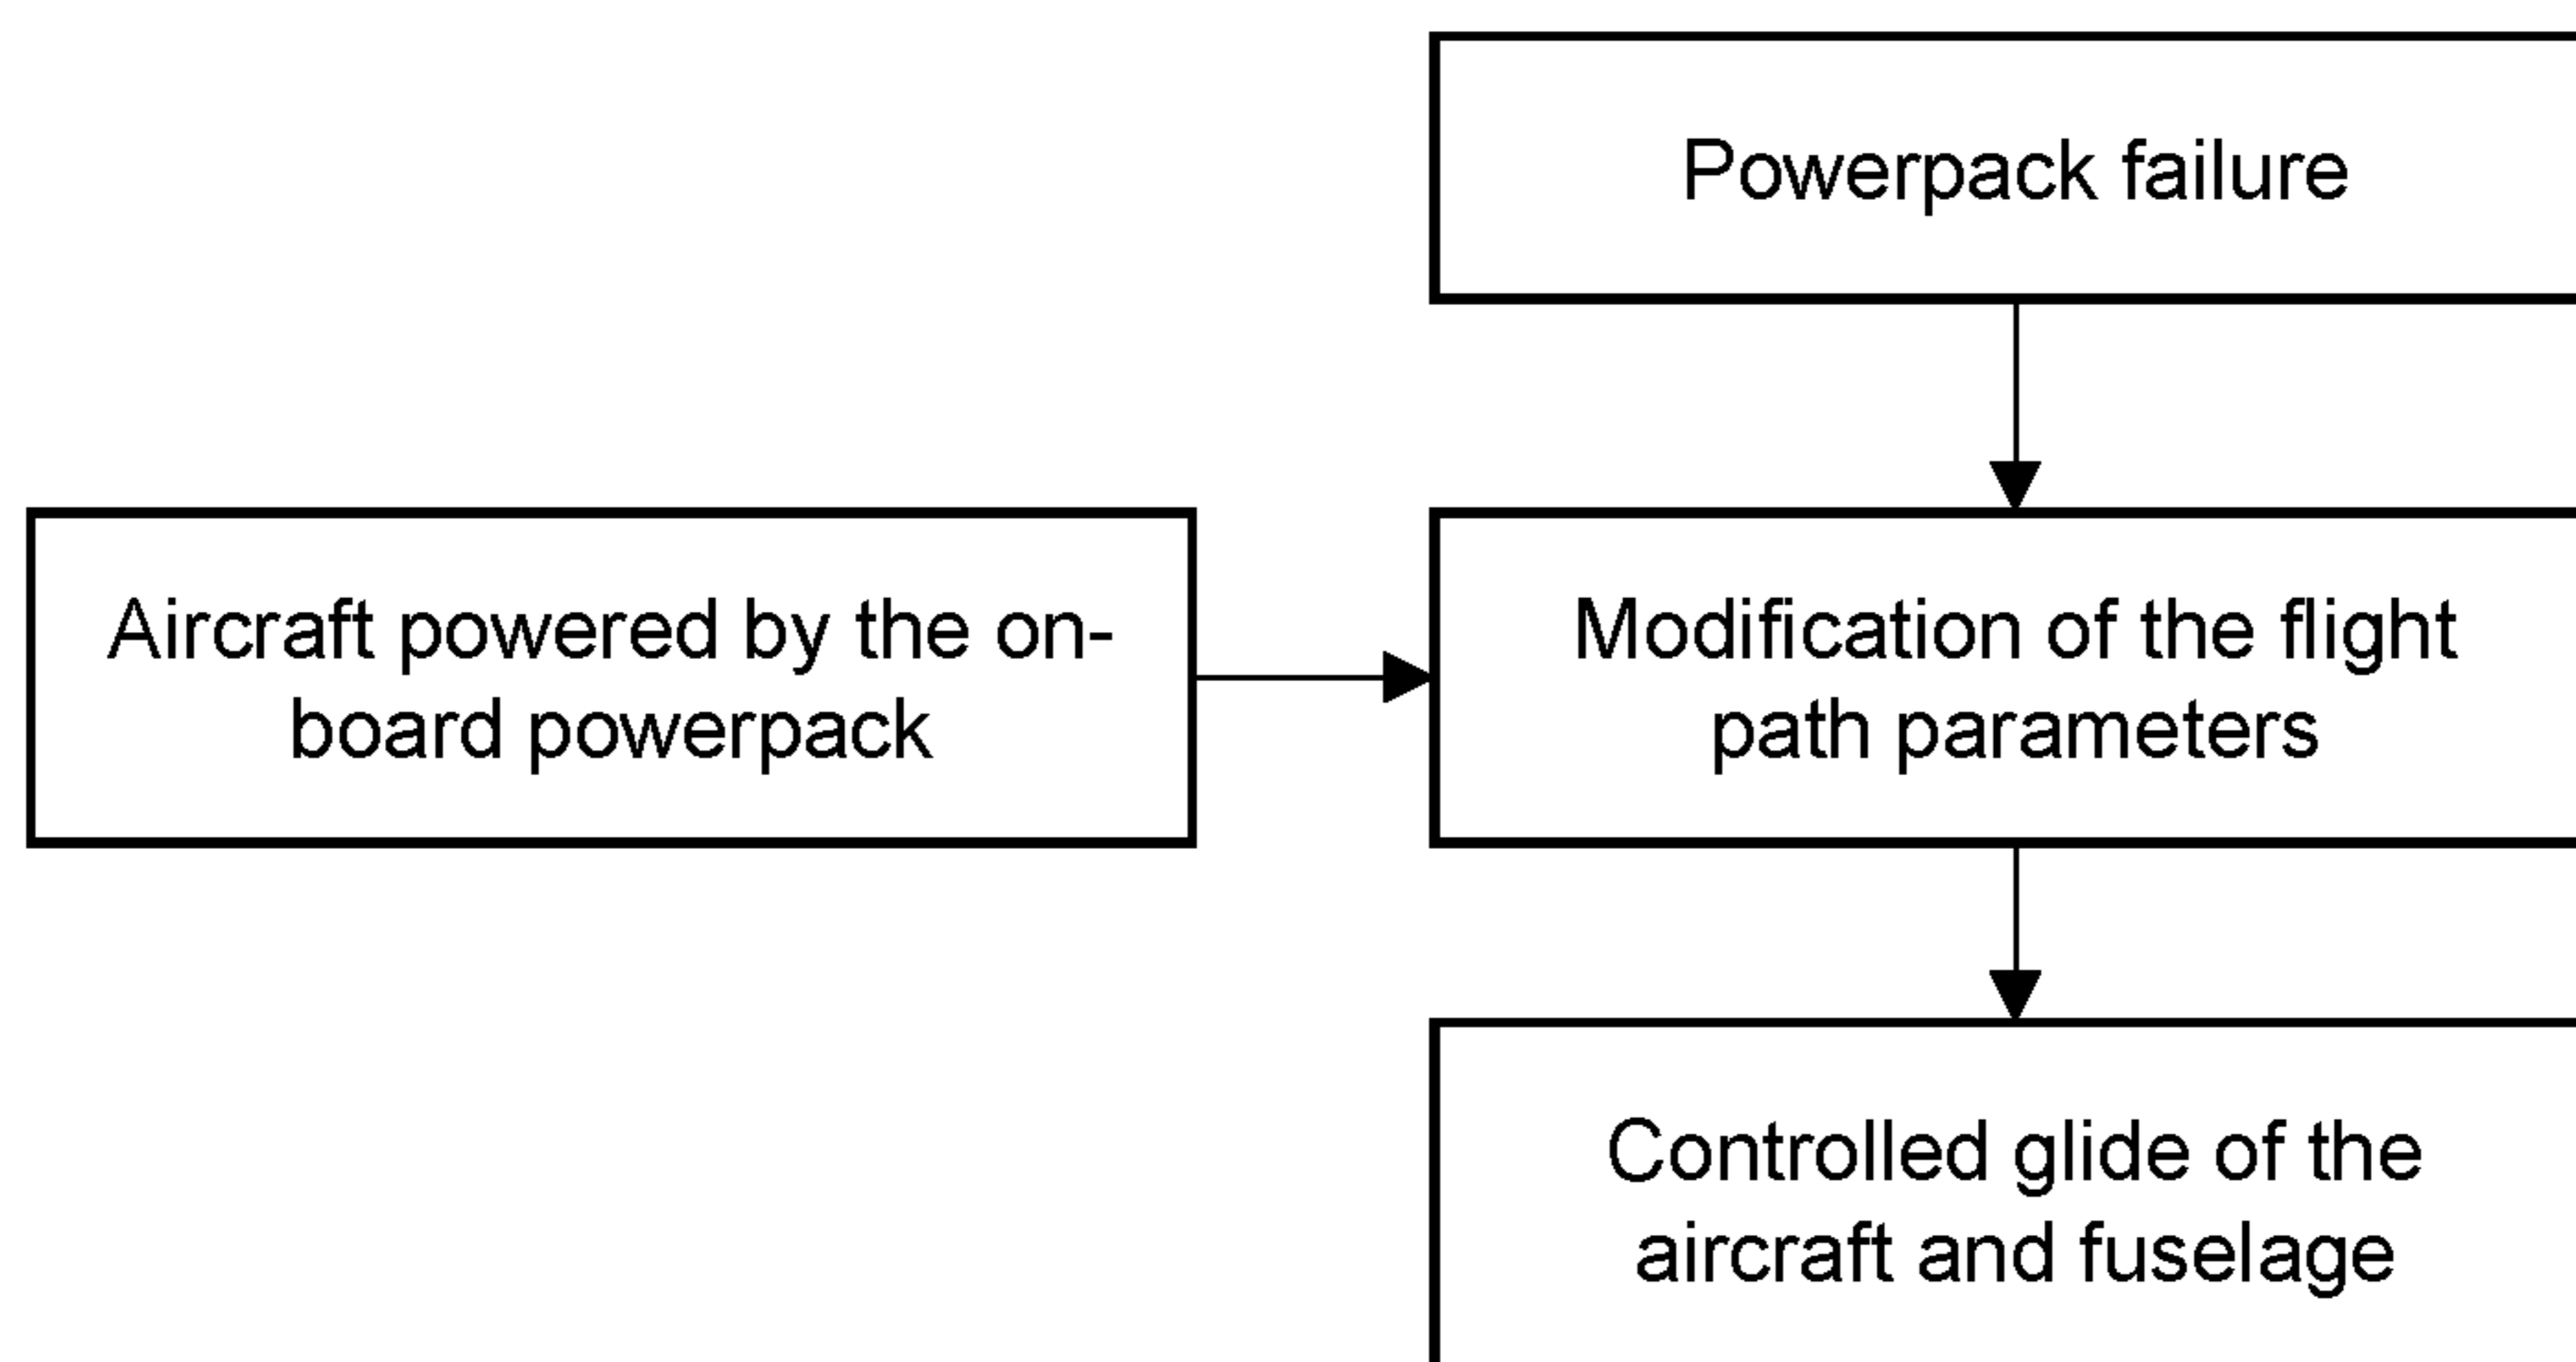 Powerpack failure
Aircraft powered by the on-
board powerpack
Modification of the flight
path parameters
Controlled glide of the
aircraft and fuselage